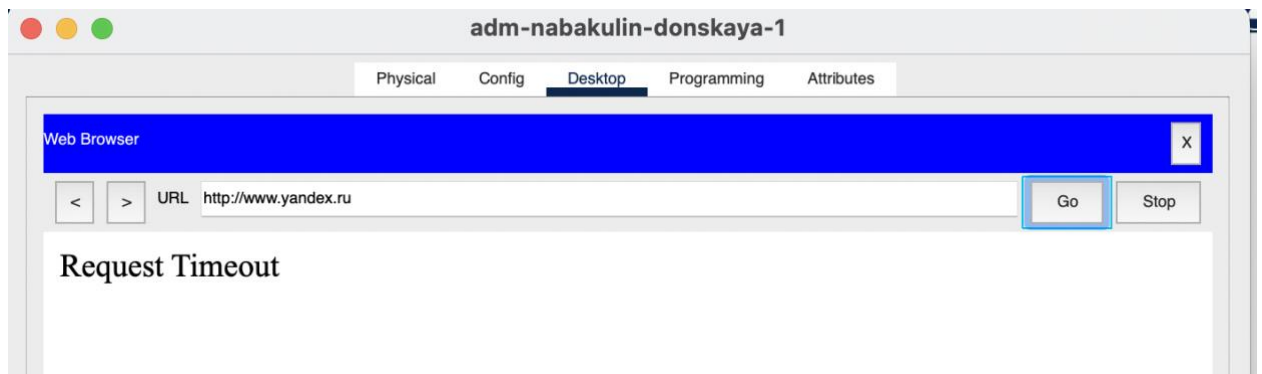 adm-nabakulin-donskaya-1
Physical Config Desktop Programming Attributes
Web Browser
X
< > URL http://www.yandex.ru Go Stop
Request Timeout